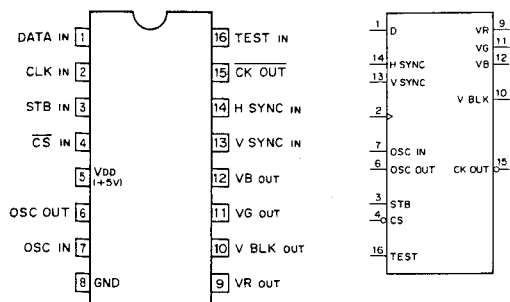 DATA IN 1
CLK IN 2
STB IN 3
CS IN 4
5 VDD
(+5V)
OSC OUT 6
OSC IN 7
8 GND
16 TEST IN
15 CK OUT
14 H SYNC IN
13 V SYNC IN
12 VB OUT
11 VG OUT
10 V BLK OUT
9 VR OUT
1 D
14 H SYNC
13 V SYNC
2
7 OSC IN
6 OSC OUT
3 STB
4 CS
16 TEST
VR 9
VG 11
VB 12
V BLK 10
CK OUT 15